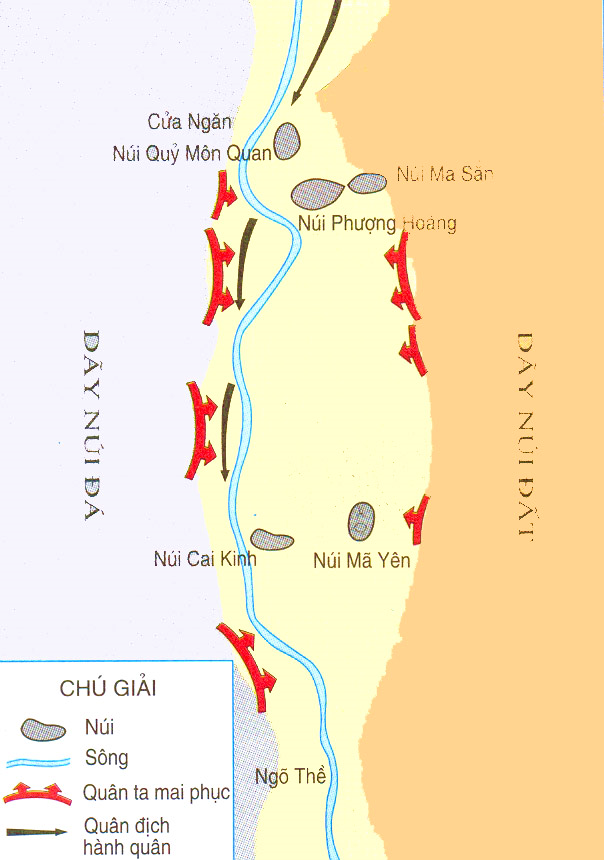 Cửa Ngăn
Núi Quỷ Môn Quan
Núi Ma Sẳn
Núi Phượng Hoàng
DÃY NÚI ĐÁ
DÃY NÚI ĐẤT
Núi Cai Kinh
Núi Mã Yên
Ngõ Thề
CHÚ GIẢI
Núi
Sông
Quân ta mai phục
Quân địch
hành quân